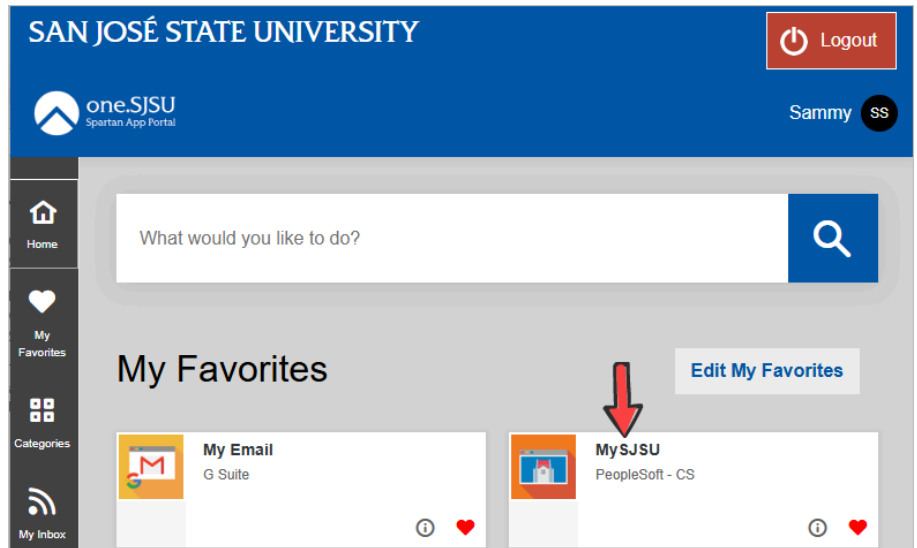 SAN JOSÉ STATE UNIVERSITY
Logout
one.SJSU
Spartan App Portal
Sammy SS
Home
What would you like to do?
My
Favorites
My Favorites
Edit My Favorites
Categories
My Email
G Suite
MySJSU
PeopleSoft - CS
My Inbox